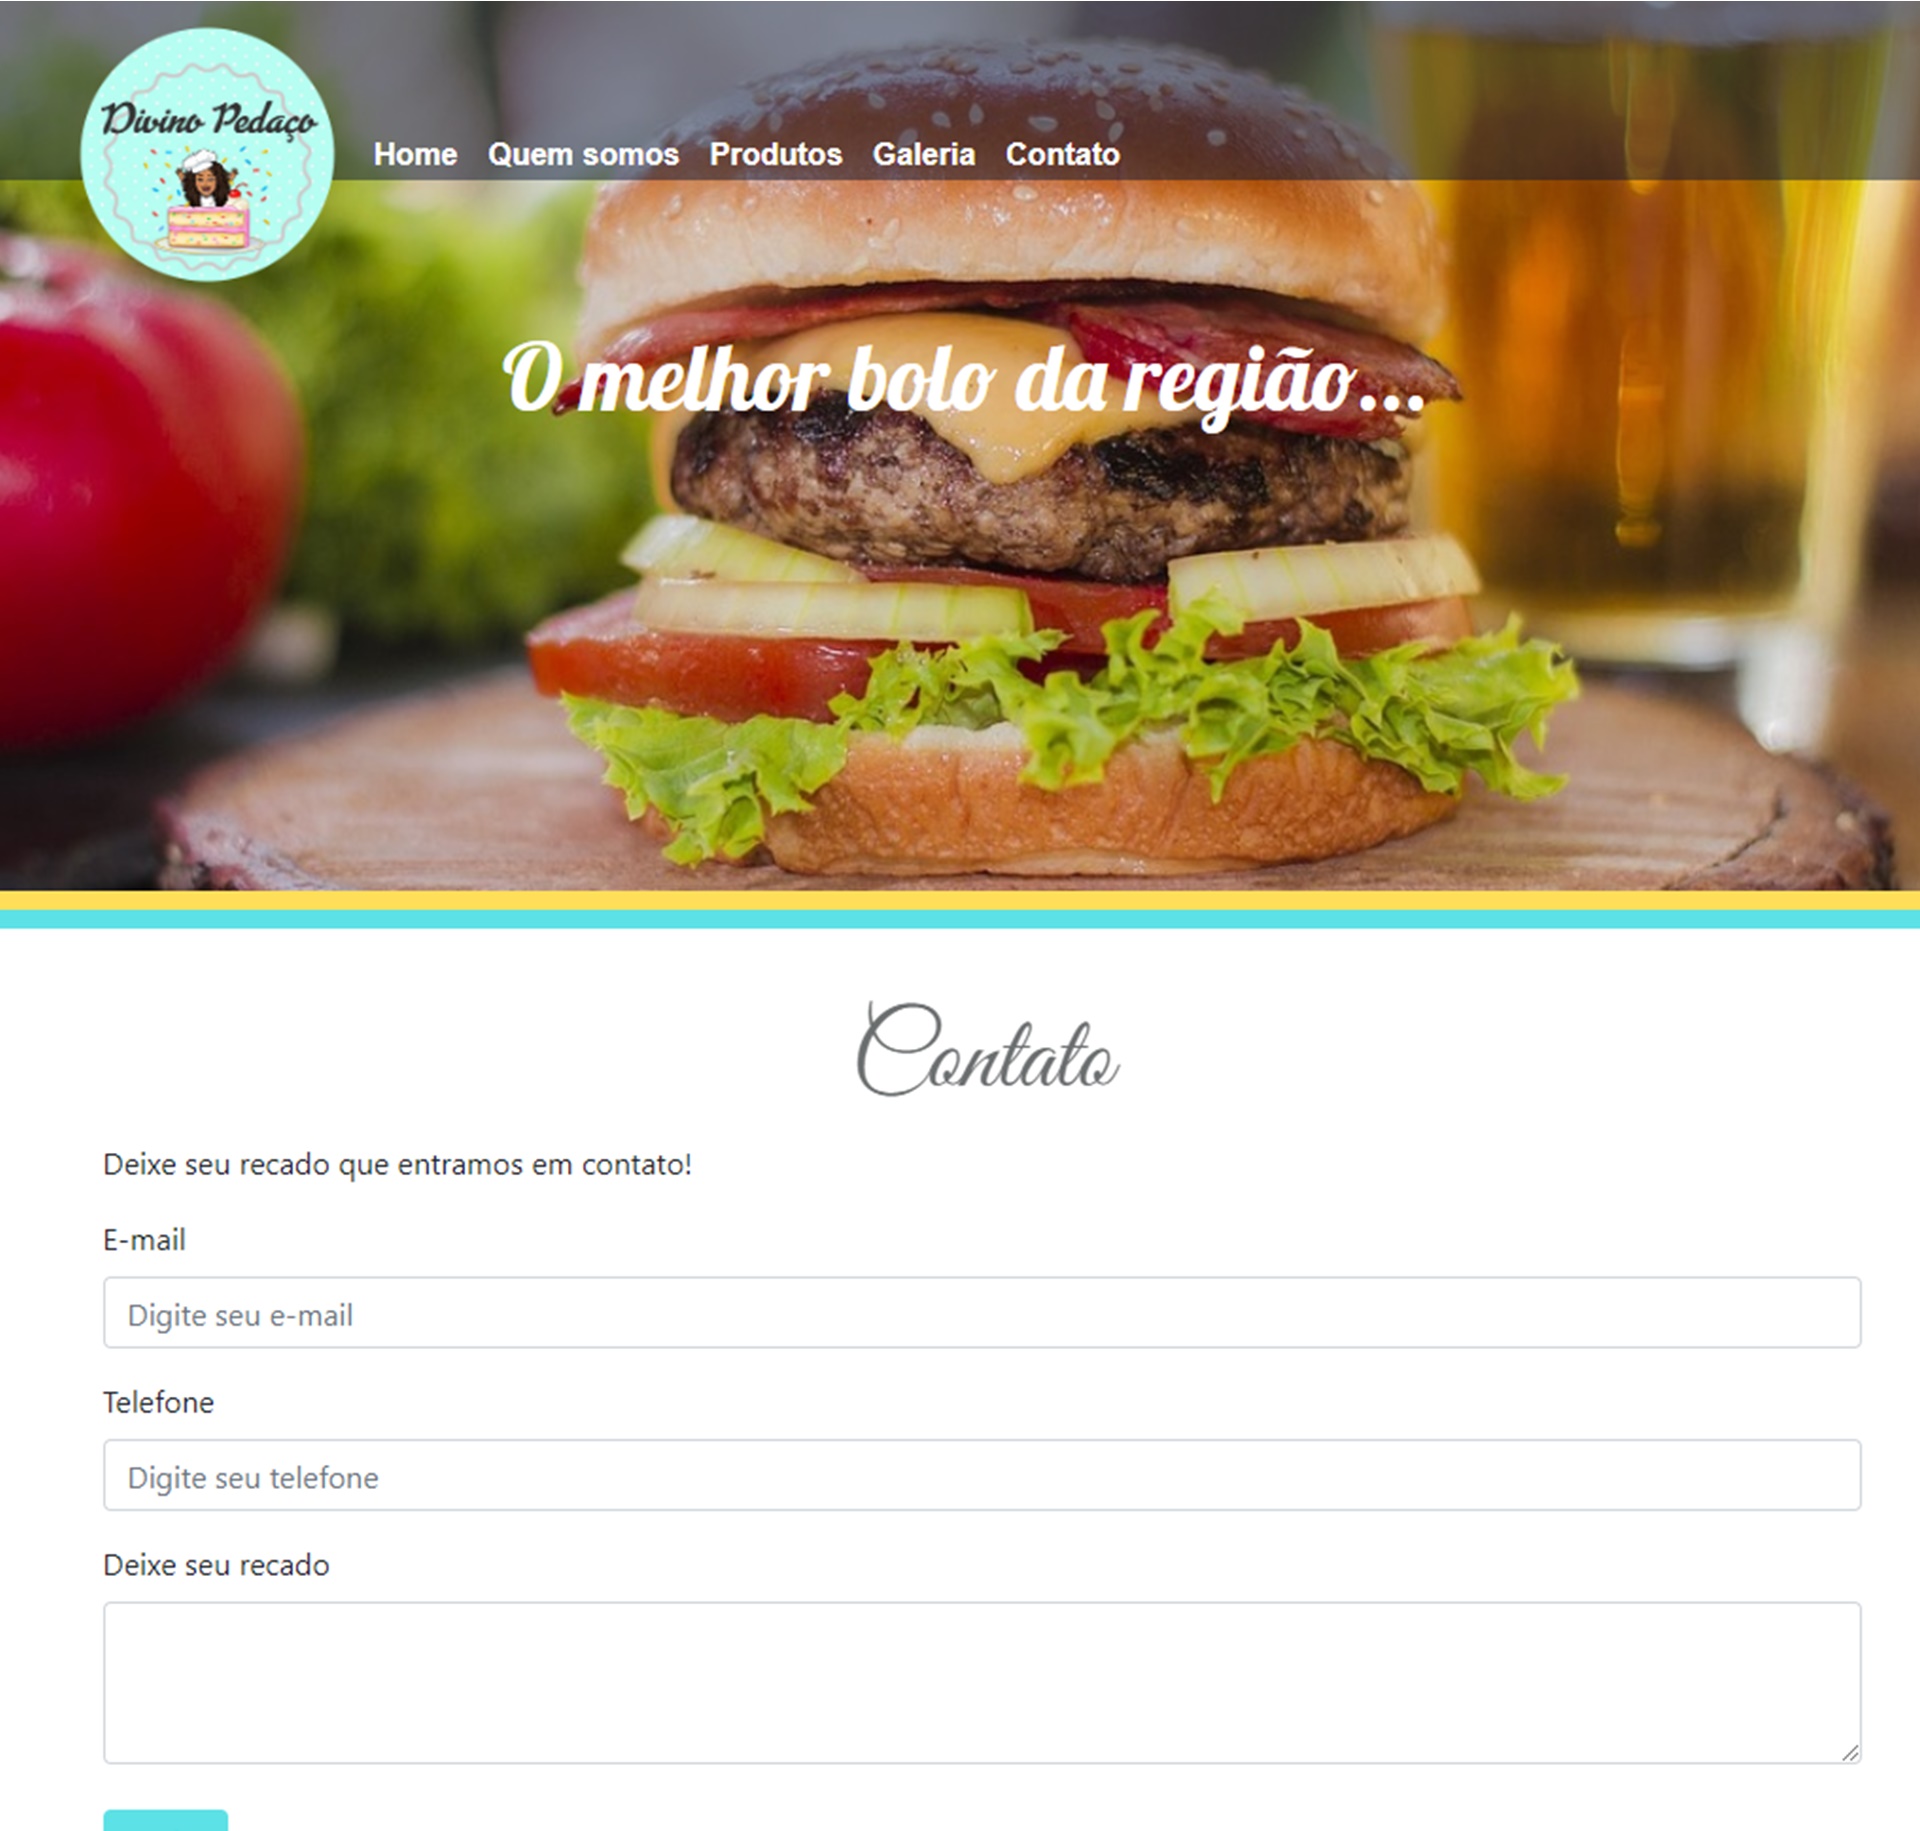 Divino Pedaço
Home Quem somos Produtos Galeria Contato
O melhor bolo da região...
Contato
Deixe seu recado que entramos em contato!
E-mail
Digite seu e-mail
Telefone
Digite seu telefone
Deixe seu recado